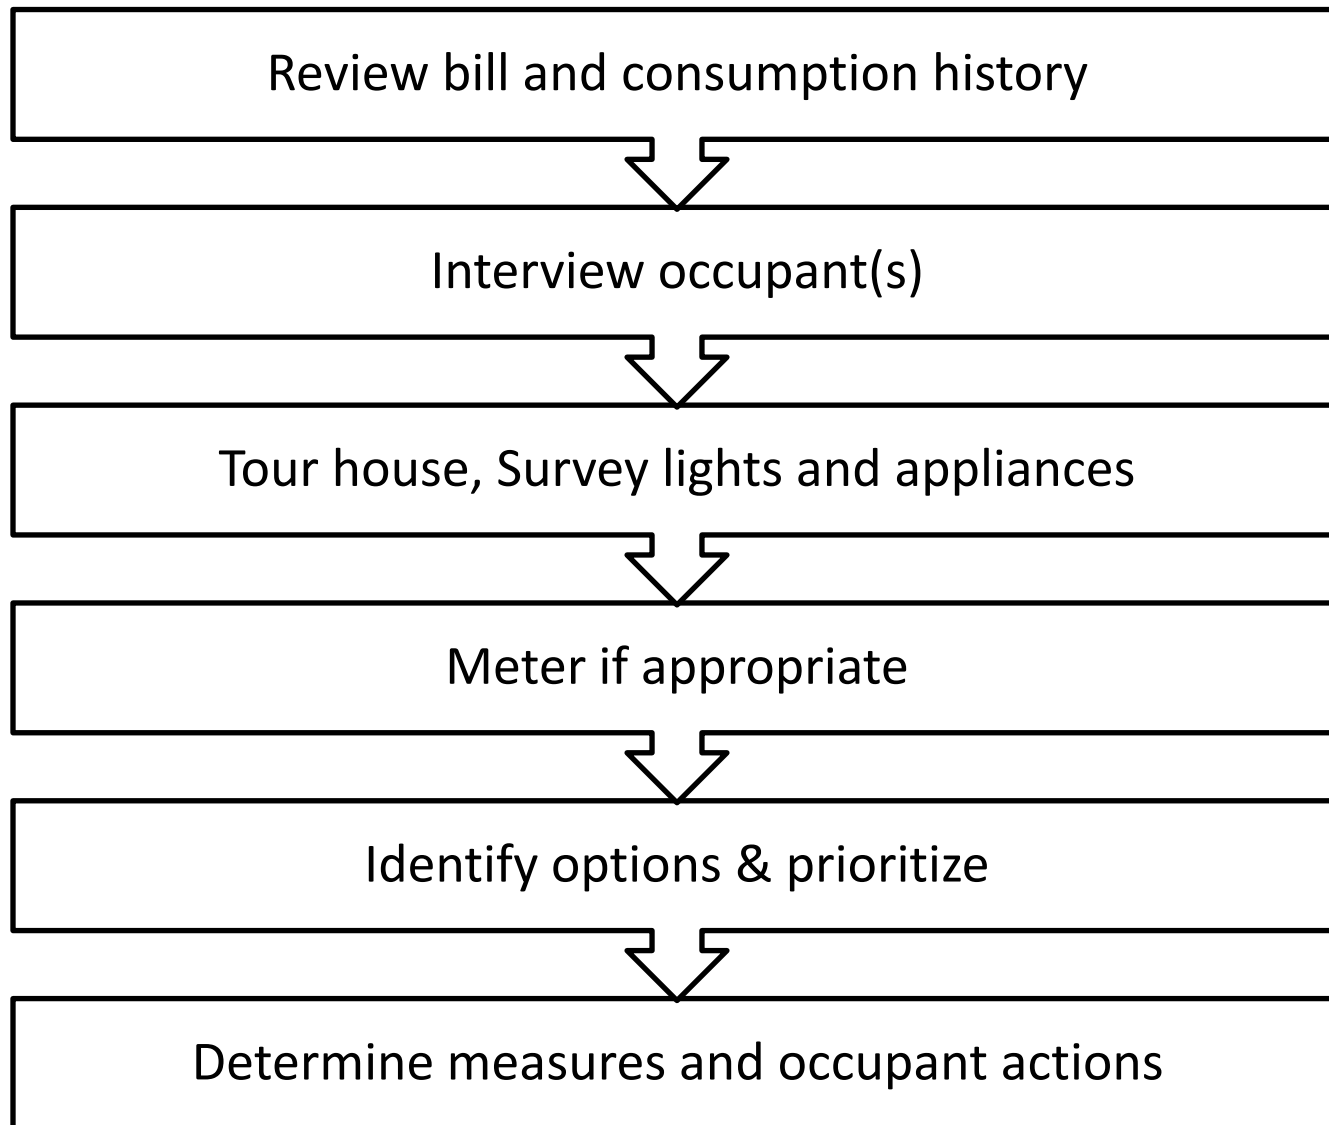 Review bill and consumption history
Interview occupant(s)
Tour house, Survey lights and appliances
Meter if appropriate
Identify options & prioritize
Determine measures and occupant actions